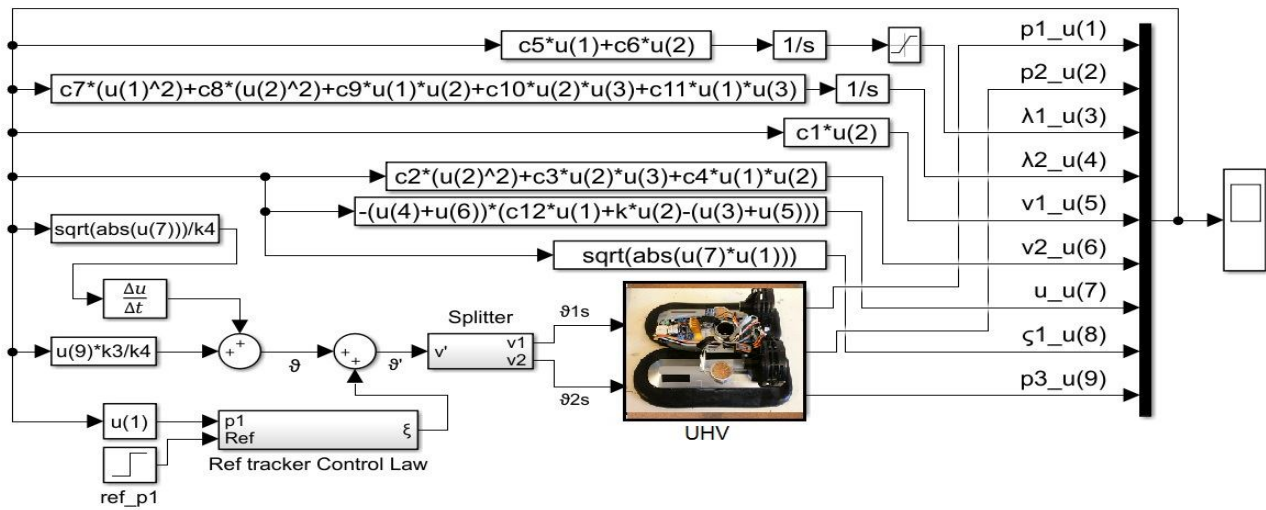 p1_u(1)
c5*u(1)+c6*u(2)
1/s
p2_u(2)
c7*(u(1)^2)+c8*(u(2)^2)+c9*u(1)*u(2)+c10*u(2)*u(3)+c11*u(1)*u(3)
1/s
λ1_u(3)
c1*u(2)
λ2_u(4)
c2*(u(2)^2)+c3*u(2)*u(3)+c4*u(1)*u(2)
v1_u(5)
-(u(4)+u(6))*(c12*u(1)+k*u(2)-(u(3)+u(5)))
sqrt(abs(u(7)))/k4
v2_u(6)
sqrt(abs(u(7)*u(1)))
Δu
Δt
u_u(7)
Splitter
ϑ1s
ς1_u(8)
u(9)*k3/k4
+
+
ϑ
+
+
ϑ'
v'
v1
v2
ϑ2s
p3_u(9)
u(1)
p1
Ref
ξ
UHV
Ref tracker Control Law
ref_p1